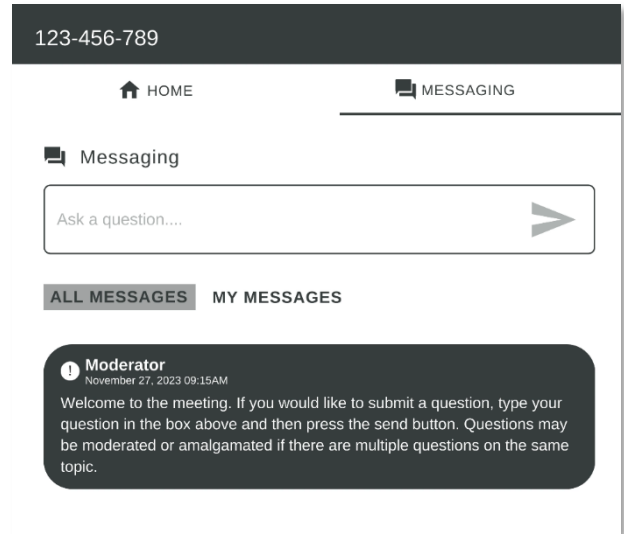 123-456-789
HOME
MESSAGING
Messaging
Ask a question....
ALL MESSAGES MY MESSAGES
Moderator
November 27, 2023 09:15AM
Welcome to the meeting. If you would like to submit a question, type your
question in the box above and then press the send button. Questions may
be moderated or amalgamated if there are multiple questions on the same
topic.